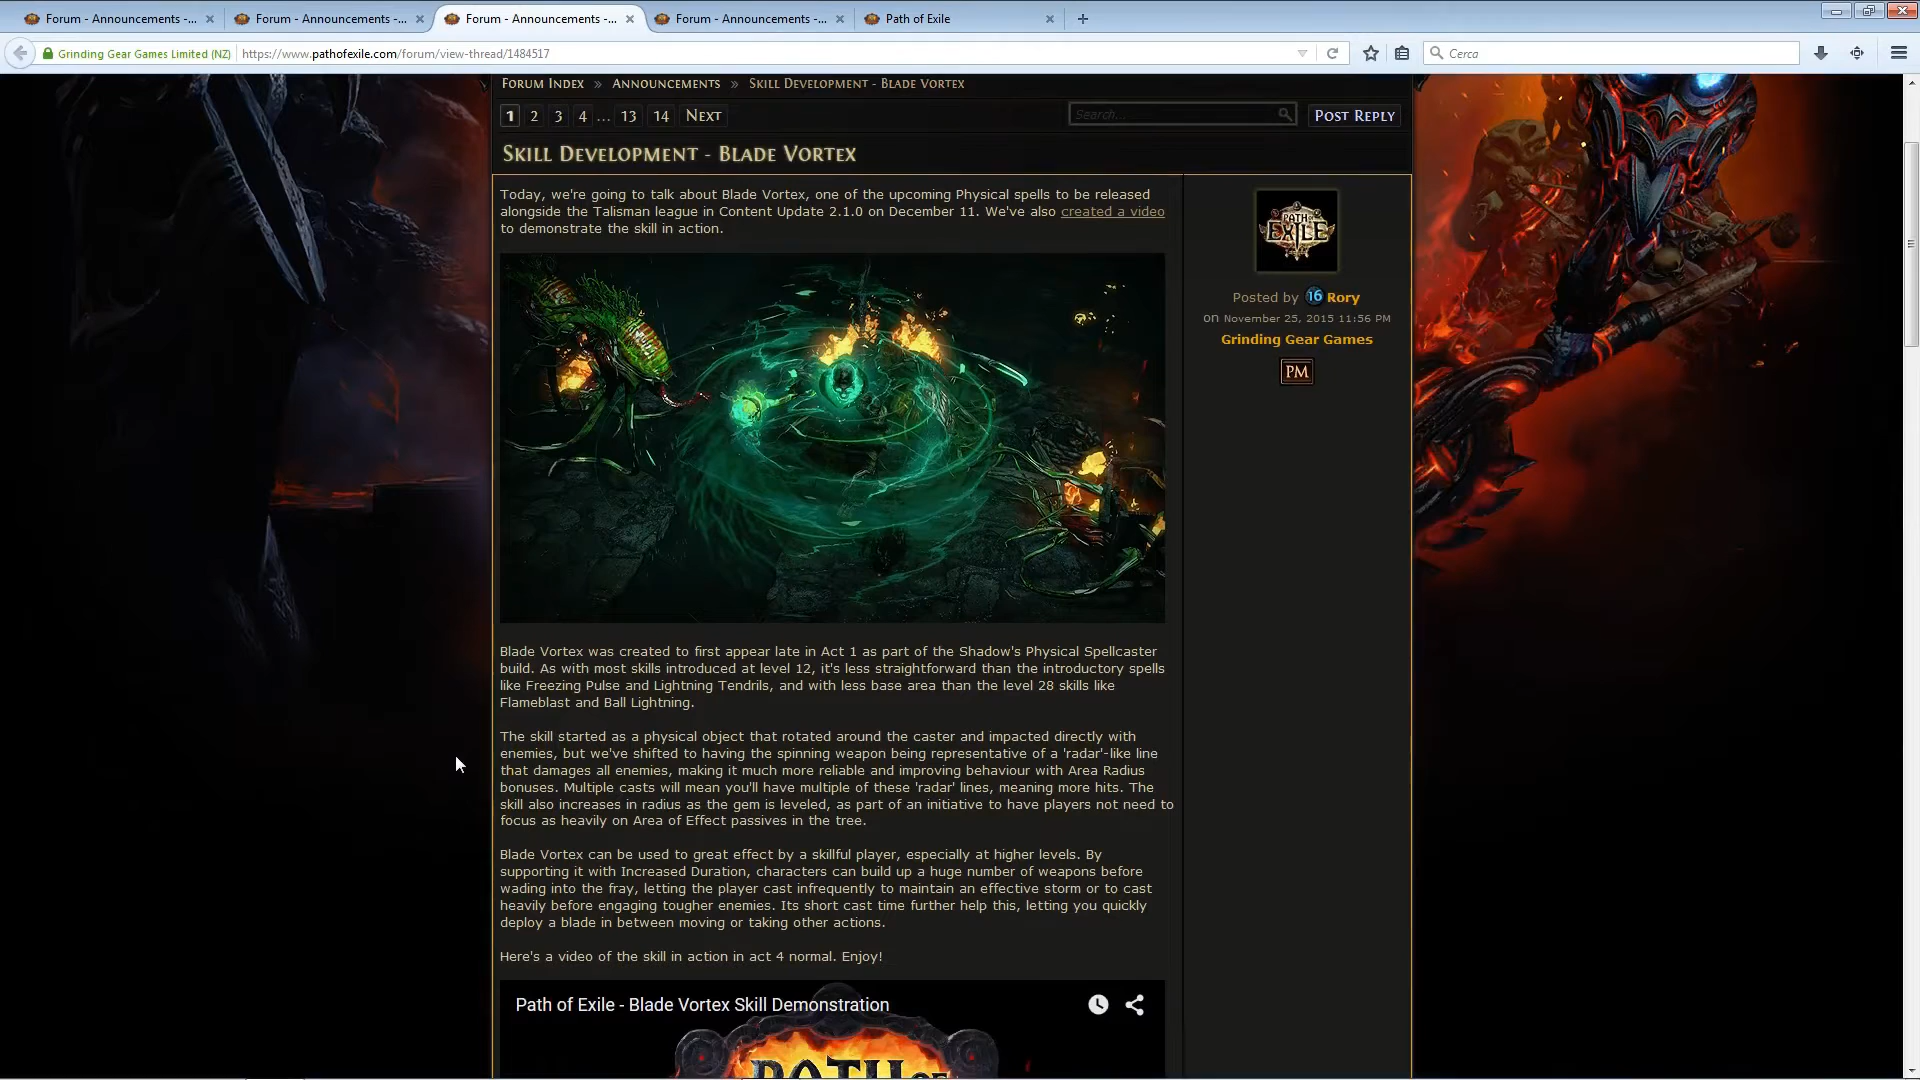 Forum - Announcements -...
Forum - Announcements -...
Forum - Announcements -...
Forum - Announcements -...
Path of Exile
Grinding Gear Games Limited (NZ)
https://www.pathofexile.com/forum/view-thread/1484517
Cerca
Forum Index » Announcements » Skill Development - Blade Vortex
1 2 3 4 ... 13 14 Next
Search...
Post Reply
Skill Development - Blade Vortex
Today, we're going to talk about Blade Vortex, one of the upcoming Physical spells to be released
alongside the Talisman league in Content Update 2.1.0 on December 11. We've also created a video
to demonstrate the skill in action.
PATH OF EXILE
Posted by 16 Rory
on November 25, 2015 11:56 PM
Grinding Gear Games
PM
Blade Vortex was created to first appear late in Act 1 as part of the Shadow's Physical Spellcaster
build. As with most skills introduced at level 12, it's less straightforward than the introductory spells
like Freezing Pulse and Lightning Tendrils, and with less base area than the level 28 skills like
Flameblast and Ball Lightning.
The skill started as a physical object that rotated around the caster and impacted directly with
enemies, but we've shifted to having the spinning weapon being representative of a 'radar'-like line
that damages all enemies, making it much more reliable and improving behaviour with Area Radius
bonuses. Multiple casts will mean you'll have multiple of these 'radar' lines, meaning more hits. The
skill also increases in radius as the gem is leveled, as part of an initiative to have players not need to
focus as heavily on Area of Effect passives in the tree.
Blade Vortex can be used to great effect by a skillful player, especially at higher levels. By
supporting it with Increased Duration, characters can build up a huge number of weapons before
wading into the fray, letting the player cast infrequently to maintain an effective storm or to cast
heavily before engaging tougher enemies. Its short cast time further help this, letting you quickly
deploy a blade in between moving or taking other actions.
Here's a video of the skill in action in act 4 normal. Enjoy!
Path of Exile - Blade Vortex Skill Demonstration
PATH OF